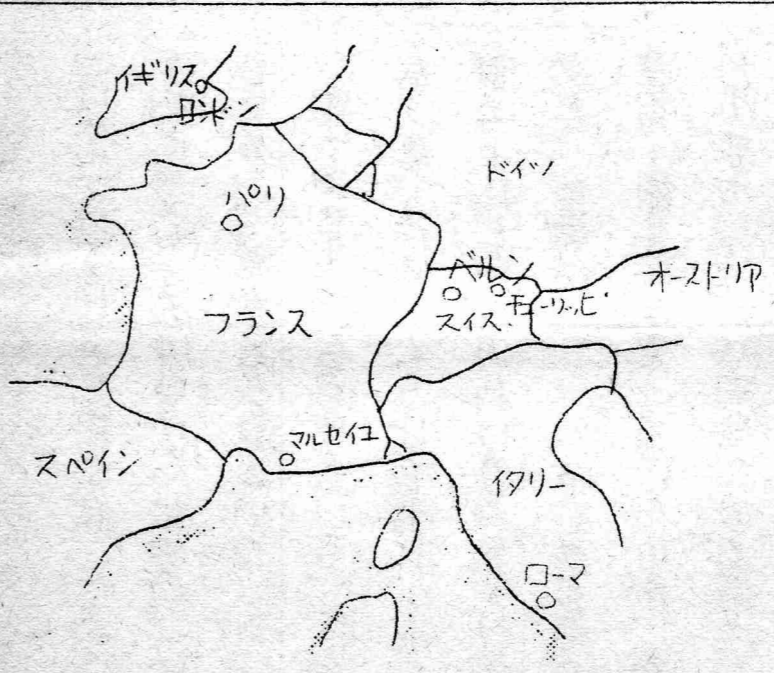 イギリス
ロンドン
ドイツ
パリ
ベルン
オーストリア
チューリッヒ
スイス
フランス
マルセイユ
スペイン
イタリー
ローマ